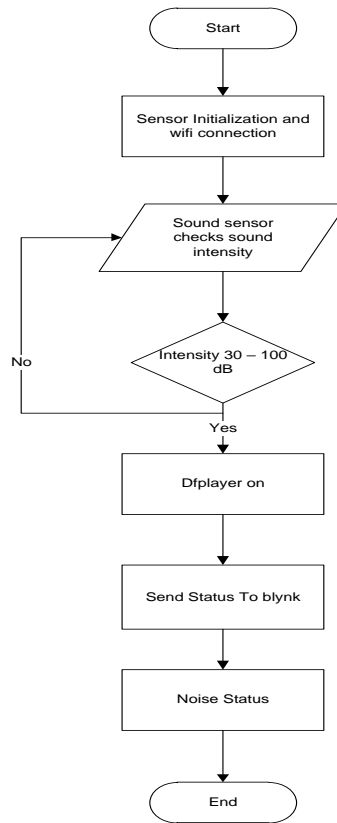 Start
Sensor Initialization and
wifi connection
Sound sensor
checks sound
intensity
Intensity 30 – 100
dB
No
Yes
Dfplayer on
Send Status To blynk
Noise Status
End